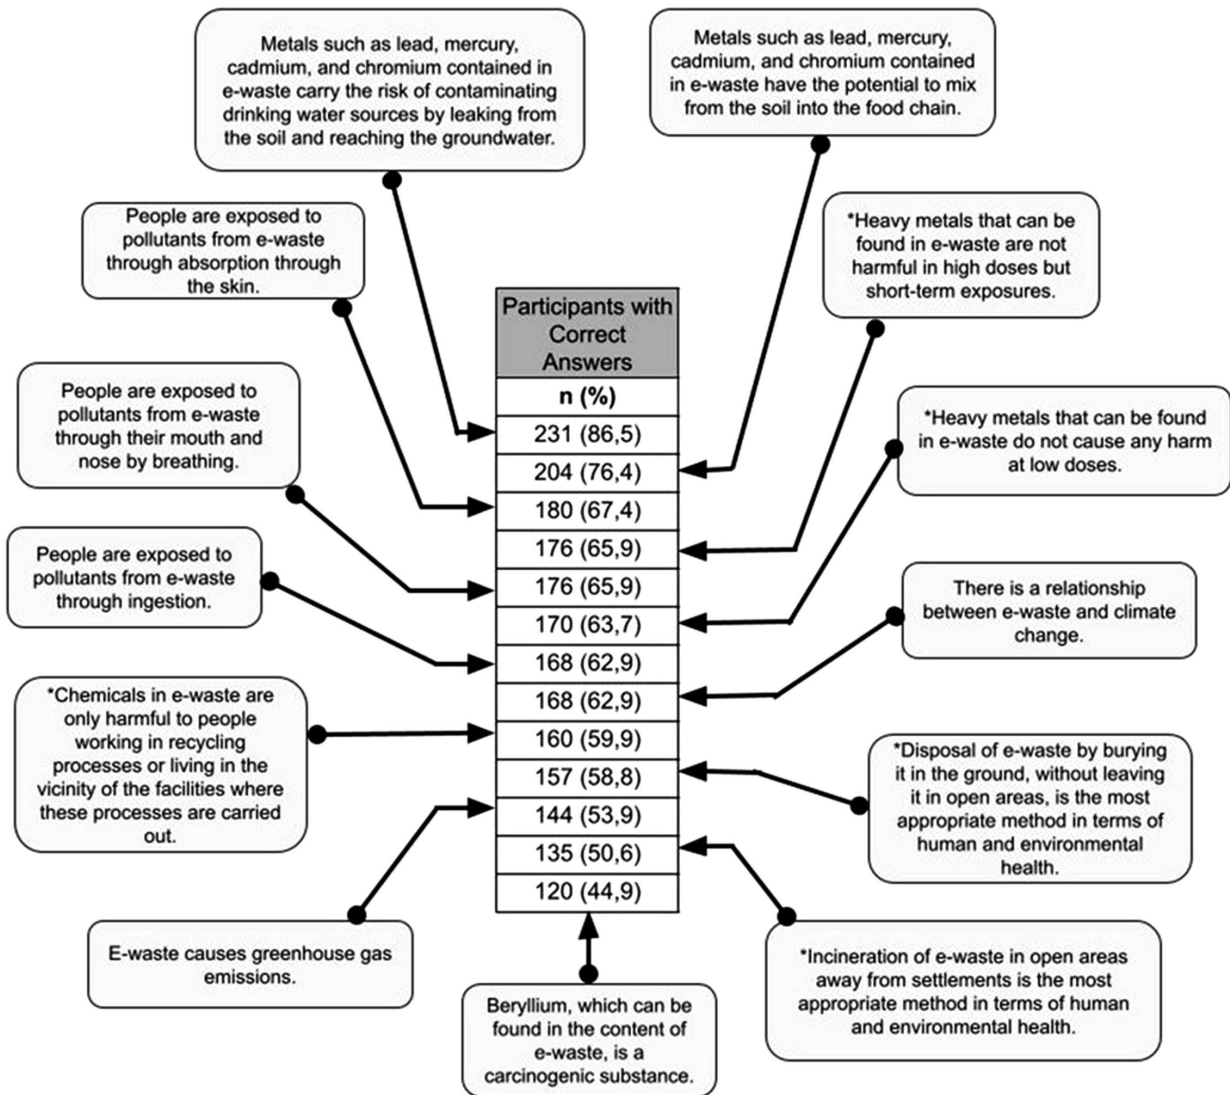 Metals such as lead, mercury,
cadmium, and chromium contained in
e-waste carry the risk of contaminating
drinking water sources by leaking from
the soil and reaching the groundwater.
Metals such as lead, mercury,
cadmium, and chromium contained
in e-waste have the potential to mix
from the soil into the food chain.
People are exposed to
pollutants from e-waste
through absorption through
the skin.
*Heavy metals that can be
found in e-waste are not
harmful in high doses but
short-term exposures.
People are exposed to
pollutants from e-waste
through their mouth and
nose by breathing.
*Heavy metals that can be found
in e-waste do not cause any harm
at low doses.
People are exposed to
pollutants from e-waste
through ingestion.
There is a relationship
between e-waste and climate
change.
*Chemicals in e-waste are
only harmful to people
working in recycling
processes or living in the
vicinity of the facilities where
these processes are carried
out.
*Disposal of e-waste by burying
it in the ground, without leaving
it in open areas, is the most
appropriate method in terms of
human and environmental
health.
E-waste causes greenhouse gas
emissions.
*Incineration of e-waste in open areas
away from settlements is the most
appropriate method in terms of human
and environmental health.
Beryllium, which can be
found in the content of
e-waste, is a
carcinogenic substance.
Participants with
Correct
Answers
n (%)
231 (86,5)
204 (76,4)
180 (67,4)
176 (65,9)
176 (65,9)
170 (63,7)
168 (62,9)
168 (62,9)
160 (59,9)
157 (58,8)
144 (53,9)
135 (50,6)
120 (44,9)